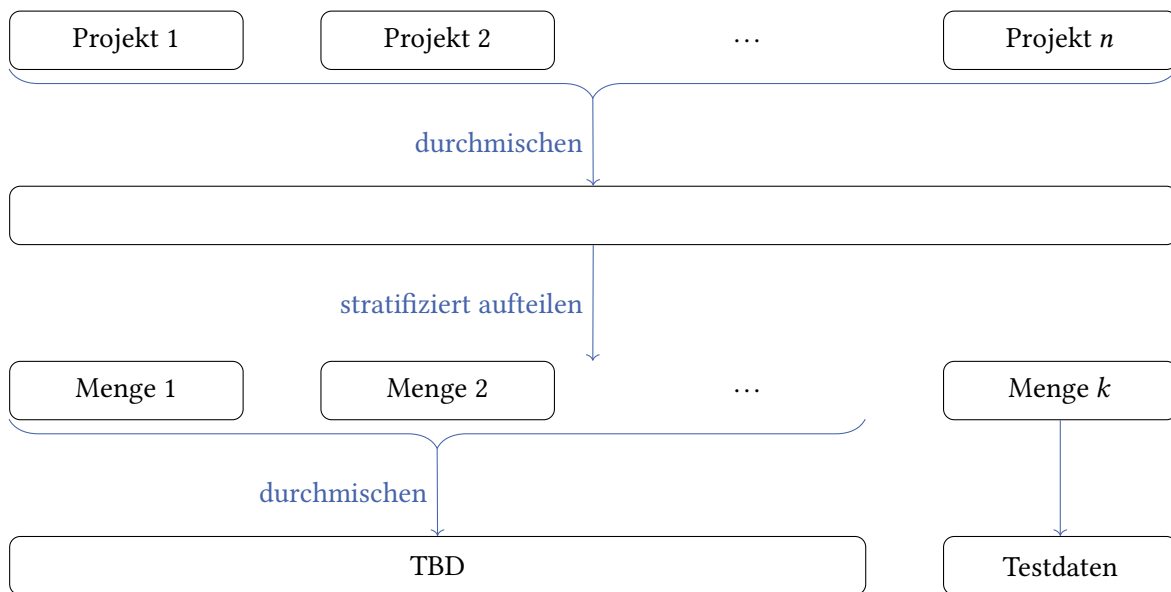 Projekt 1 Projekt 2 ⋯ Projekt n
durchmischen
stratifiziert aufteilen
Menge 1 Menge 2 ⋯ Menge k
durchmischen
TBD Testdaten